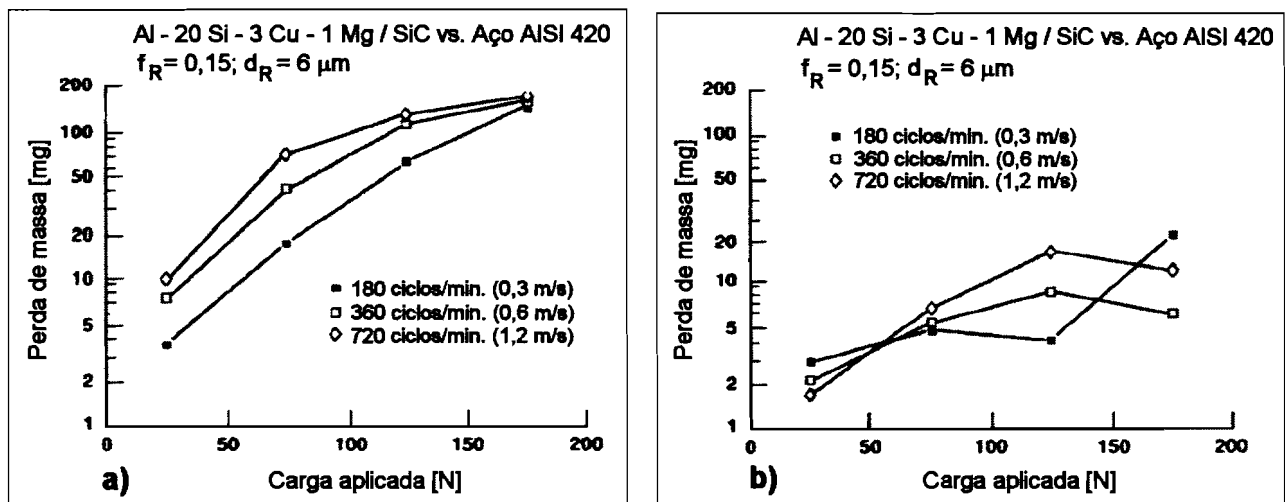 Al - 20 Si - 3 Cu - 1 Mg / SiC vs. Aço AISI 420
f_R = 0,15; d_R = 6 µm
Perda de massa [mg]
200
100
50
20
10
5
2
1
180 ciclos/min. (0,3 m/s)
360 ciclos/min. (0,6 m/s)
720 ciclos/min. (1,2 m/s)
0 50 100 150 200
a) Carga aplicada [N]
Al - 20 Si - 3 Cu - 1 Mg / SiC vs. Aço AISI 420
f_R = 0,15; d_R = 6 µm
Perda de massa [mg]
200
100
50
20
10
5
2
1
180 ciclos/min. (0,3 m/s)
360 ciclos/min. (0,6 m/s)
720 ciclos/min. (1,2 m/s)
0 50 100 150 200
b) Carga aplicada [N]